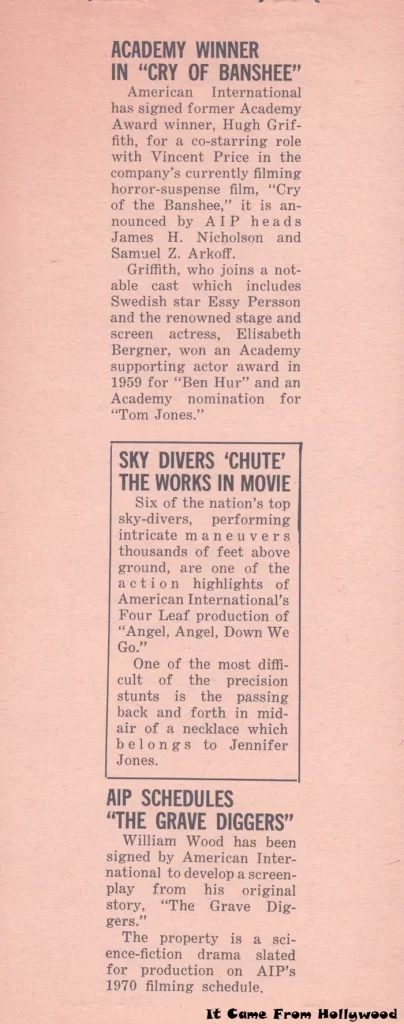 ACADEMY WINNER
IN "CRY OF BANSHEE"
American International
has signed former Academy
Award winner, Hugh Grif-
fith, for a co-starring role
with Vincent Price in the
company's currently filming
horror-suspense film, "Cry
of the Banshee," it is an-
nounced by AIP heads
James H. Nicholson and
Samuel Z. Arkoff.
Griffith, who joins a not-
able cast which includes
Swedish star Essy Persson
and the renowned stage and
screen actress, Elisabeth
Bergner, won an Academy
supporting actor award in
1959 for "Ben Hur" and an
Academy nomination for
"Tom Jones."
SKY DIVERS 'CHUTE'
THE WORKS IN MOVIE
Six of the nation's top
sky-divers, performing
intricate maneuvers
thousands of feet above
ground, are one of the
action highlights of
American International's
Four Leaf production of
"Angel, Angel, Down We
Go."
One of the most diffi-
cult of the precision
stunts is the passing
back and forth in mid-
air of a necklace which
belongs to Jennifer
Jones.
AIP SCHEDULES
"THE GRAVE DIGGERS"
William Wood has been
signed by American Inter-
national to develop a screen-
play from his original
story, "The Grave Dig-
gers."
The property is a sci-
ence-fiction drama slated
for production on AIP's
1970 filming schedule.
It Came From Hollywood